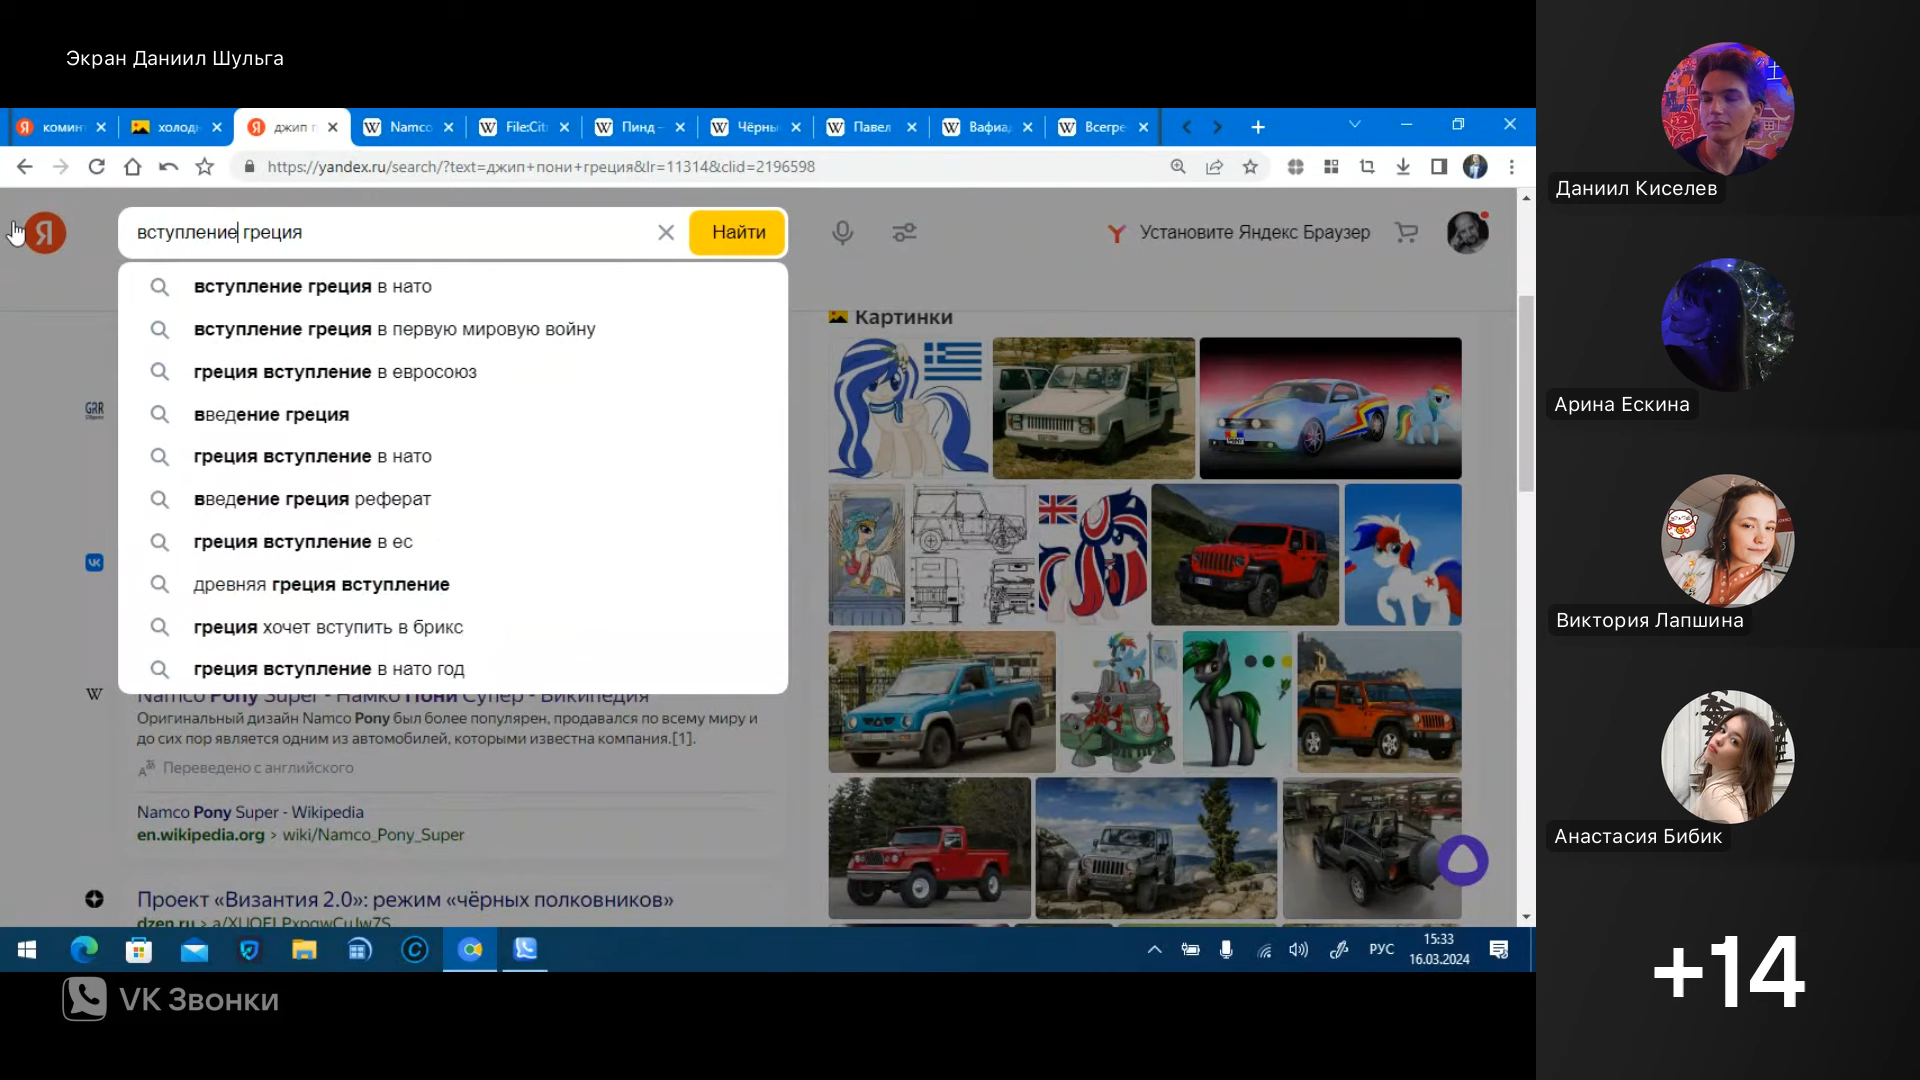 Экран Даниил Шульга
комин
холод
джип г
Namco
File:Cit
Пинд -
Чёрны
Павел
Вафиа
Всегре
https://yandex.ru/search/?text=джип+пони+греция&lr=11314&clid=2196598
Я
вступление греция
Найти
Установите Яндекс Браузер
вступление греция в нато
вступление греция в первую мировую войну
греция вступление в евросоюз
введение греция
греция вступление в нато
введение греция реферат
греция вступление в ес
древняя греция вступление
греция хочет вступить в брикс
греция вступление в нато год
Картинки
Namco Pony Super - Намко Пони Супер - Википедия
Оригинальный дизайн Namco Pony был более популярен, продавался по всему миру и
до сих пор является одним из автомобилей, которыми известна компания.[1].
Переведено с английского
Namco Pony Super - Wikipedia
en.wikipedia.org > wiki/Namco_Pony_Super
Проект «Византия 2.0»: режим «чёрных полковников»
РУС
15:33
16.03.2024
VK Звонки
Даниил Киселев
Арина Ескина
Виктория Лапшина
Анастасия Бибик
+14